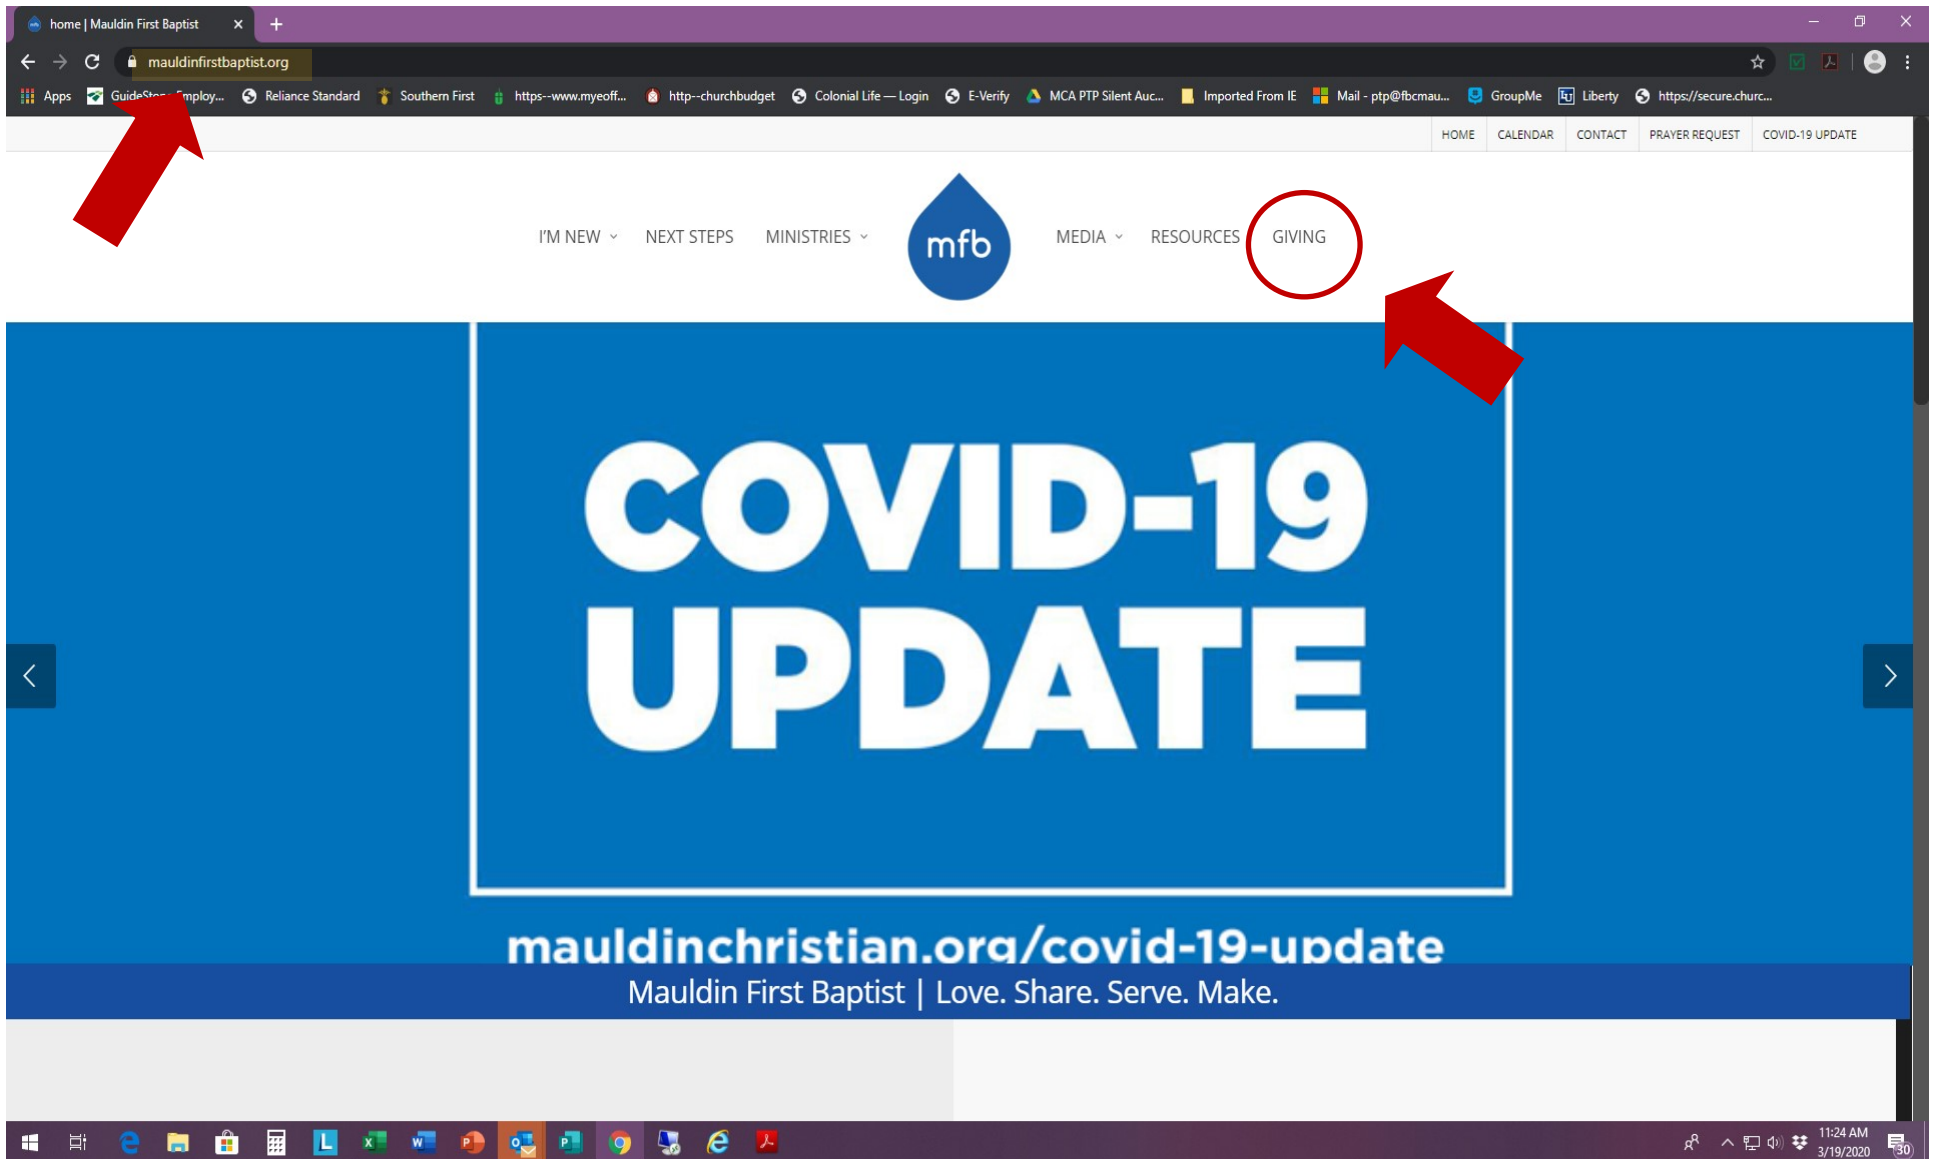 home | Mauldin First Baptist
mauldinfirstbaptist.org
Apps GuideStone Employ... Reliance Standard Southern First https--www.myeoff... http--churchbudget Colonial Life — Login E-Verify MCA PTP Silent Auc... Imported From IE Mail - ptp@fbcmau... GroupMe Liberty https://secure.churc...
HOME CALENDAR CONTACT PRAYER REQUEST COVID-19 UPDATE
I'M NEW NEXT STEPS MINISTRIES mfb MEDIA RESOURCES GIVING
COVID-19
UPDATE
mauldinchristian.org/covid-19-update
Mauldin First Baptist | Love. Share. Serve. Make.
11:24 AM
3/19/2020
30